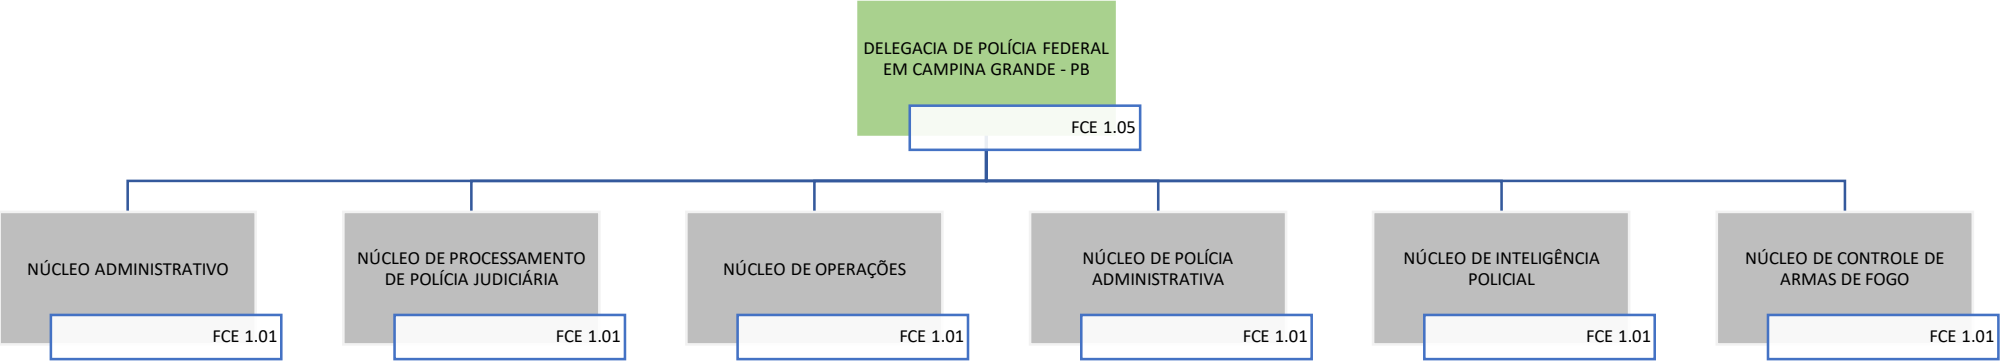 DELEGACIA DE POLÍCIA FEDERAL
EM CAMPINA GRANDE - PB
FCE 1.05
NÚCLEO ADMINISTRATIVO
FCE 1.01
NÚCLEO DE PROCESSAMENTO
DE POLÍCIA JUDICIÁRIA
FCE 1.01
NÚCLEO DE OPERAÇÕES
FCE 1.01
NÚCLEO DE POLÍCIA
ADMINISTRATIVA
FCE 1.01
NÚCLEO DE INTELIGÊNCIA
POLICIAL
FCE 1.01
NÚCLEO DE CONTROLE DE
ARMAS DE FOGO
FCE 1.01